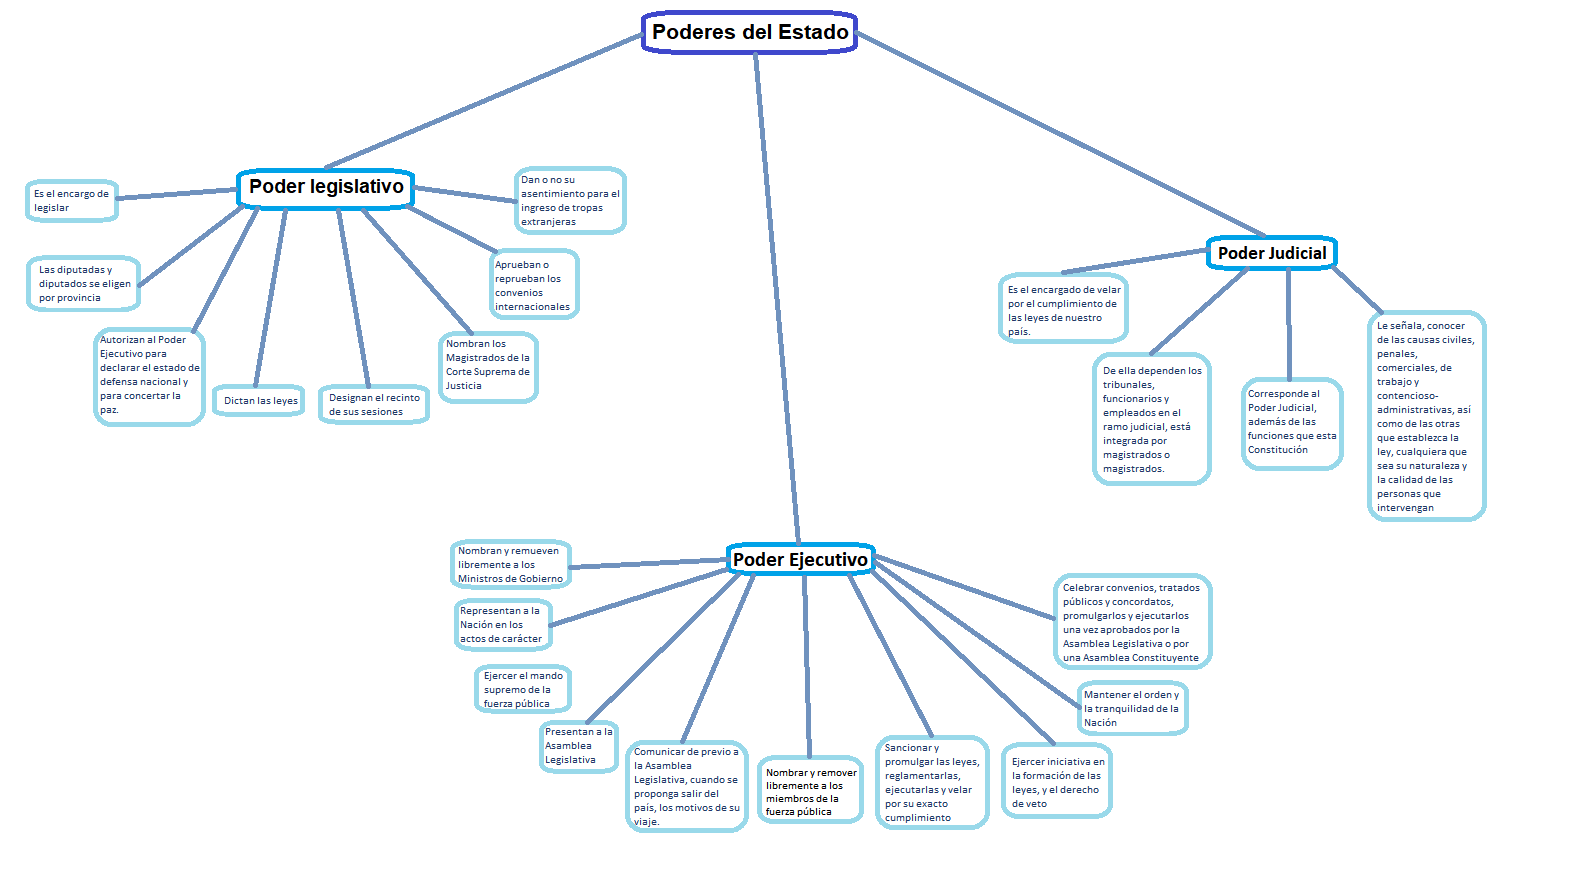 Poderes del Estado
Poder legislativo
Es el encargo de
legislar
Las diputadas y
diputados se eligen
por provincia
Autorizan al Poder
Ejecutivo para
declarar el estado de
defensa nacional y
para concertar la
paz.
Dictan las leyes
Designan el recinto
de sus sesiones
Nombran los
Magistrados de la
Corte Suprema de
Justicia
Aprueban o
reprueban los
convenios
internacionales
Dan o no su
asentimiento para el
ingreso de tropas
extranjeras
Poder Judicial
Es el encargado de velar
por el cumplimiento de
las leyes de nuestro
país.
De ella dependen los
tribunales,
funcionarios y
empleados en el
ramo judicial, está
integrada por
magistrados o
magistrados.
Corresponde al
Poder Judicial,
además de las
funciones que esta
Constitución
Le señala, conocer
de las causas civiles,
penales,
comerciales, de
trabajo y
contencioso-
administrativas, así
como de las otras
que establezca la
ley, cualquiera que
sea su naturaleza y
la calidad de las
personas que
intervengan
Poder Ejecutivo
Nombran y remueven
libremente a los
Ministros de Gobierno
Representan a la
Nación en los
actos de carácter
Ejercer el mando
supremo de la
fuerza pública
Presentan a la
Asamblea
Legislativa
Comunicar de previo a
la Asamblea
Legislativa, cuando se
proponga salir del
país, los motivos de su
viaje.
Nombrar y remover
libremente a los
miembros de la
fuerza pública
Sancionar y
promulgar las leyes,
reglamentarlas,
ejecutarlas y velar
por su exacto
cumplimiento
Ejercer iniciativa en
la formación de las
leyes, y el derecho
de veto
Mantener el orden y
la tranquilidad de la
Nación
Celebrar convenios, tratados
públicos y concordatos,
promulgarlos y ejecutarlos
una vez aprobados por la
Asamblea Legislativa o por
una Asamblea Constituyente